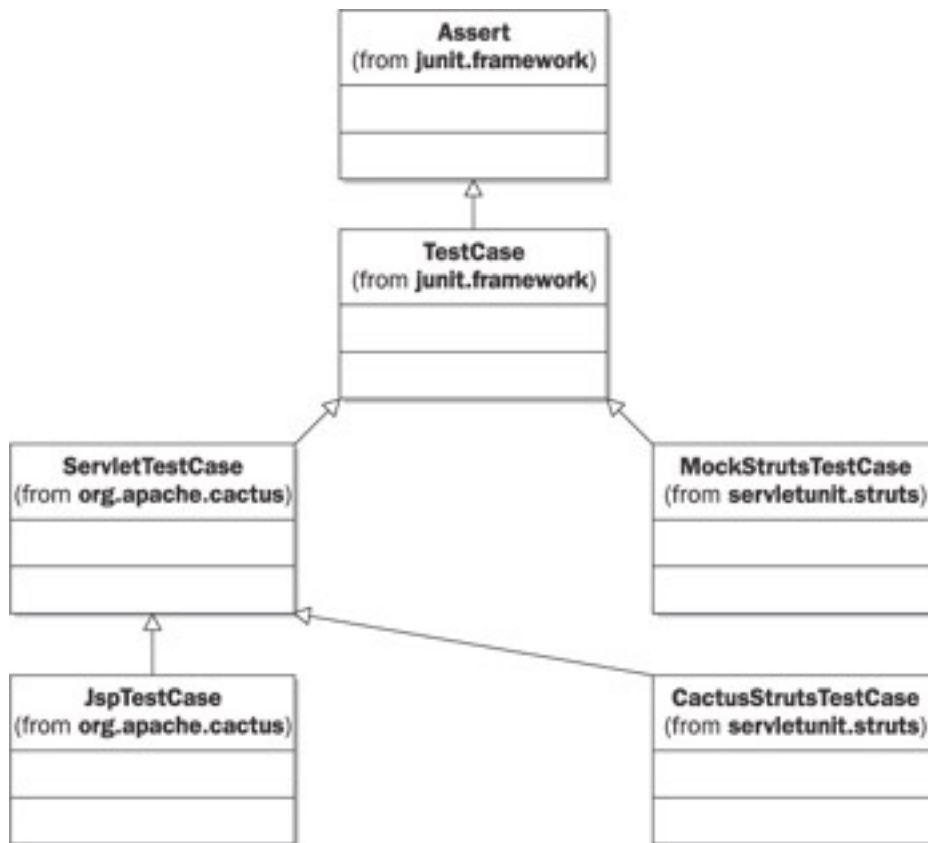 Assert
(from junit.framework)
TestCase
(from junit.framework)
ServletTestCase
(from org.apache.cactus)
MockStrutsTestCase
(from servletunit.struts)
JspTestCase
(from org.apache.cactus)
CactusStrutsTestCase
(from servletunit.struts)